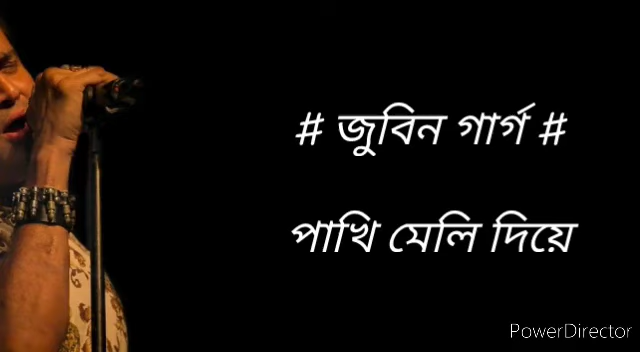 # জুবিন গার্গ #
পাখি মেলি দিয়ে
PowerDirector